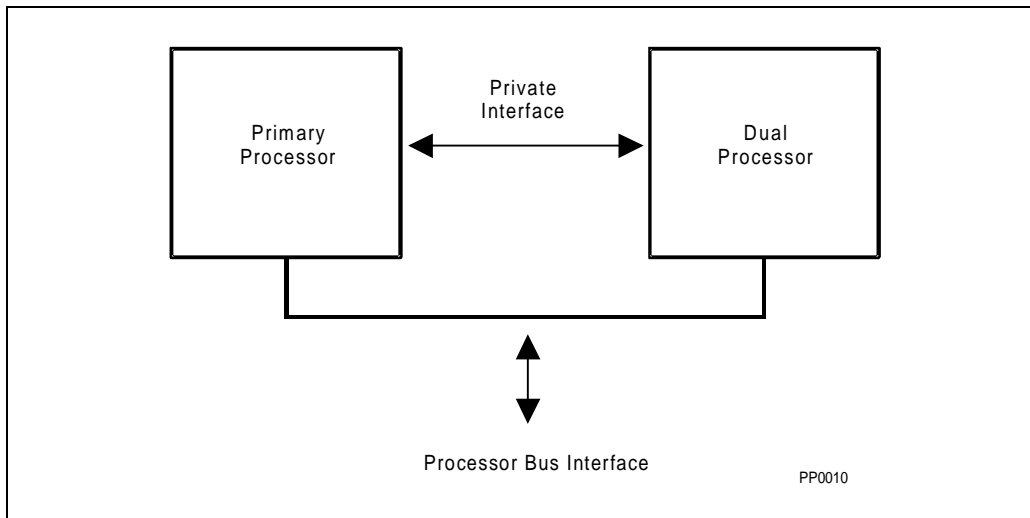 Private
Interface
Primary
Processor
Dual
Processor
Processor Bus Interface
PP0010